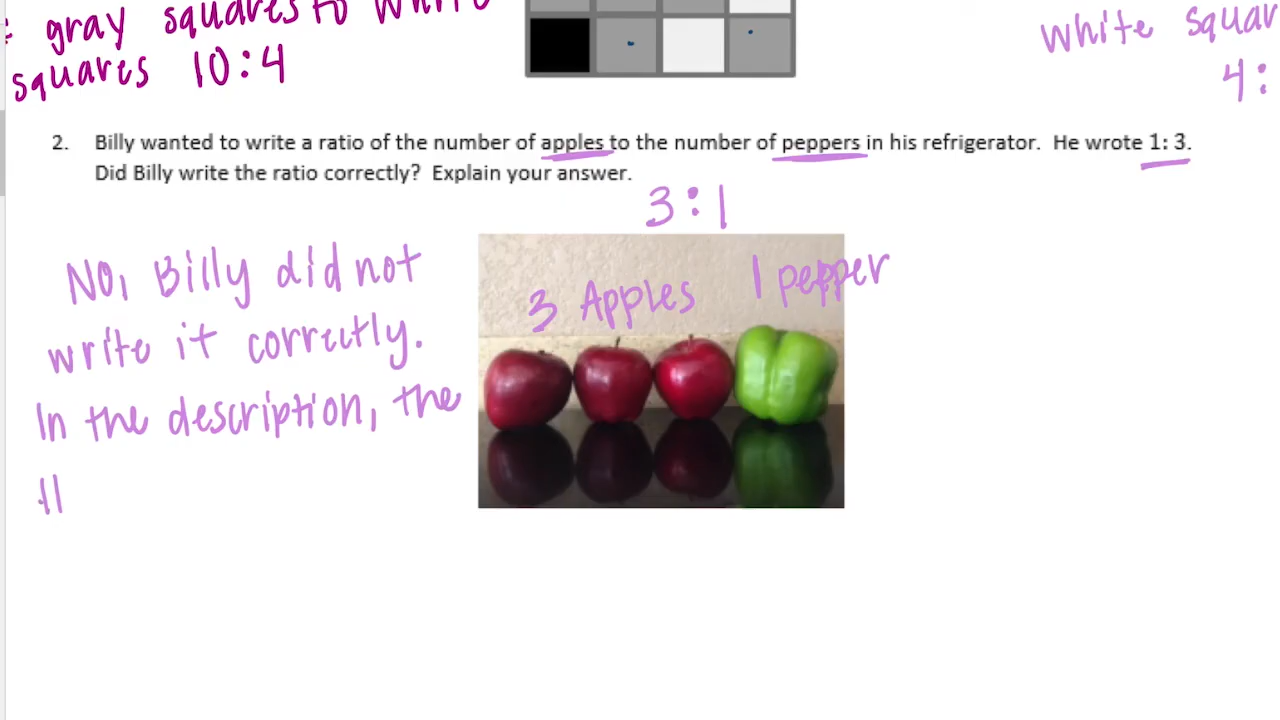 gray squares to white
squares 10:4
white squar
4:
2. Billy wanted to write a ratio of the number of apples to the number of peppers in his refrigerator. He wrote 1: 3.
Did Billy write the ratio correctly? Explain your answer.
3:1
No, Billy did not
write it correctly.
In the description, the
3 Apples 1 pepper